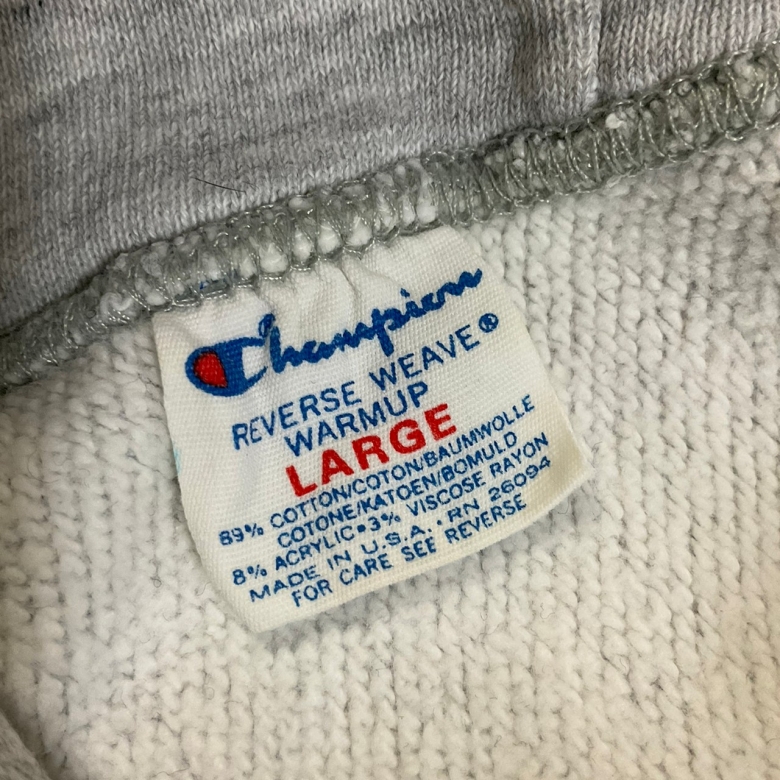 Champion
REVERSE WEAVE®
WARMUP
LARGE
89% COTTON/COTON/BAUMWOLLE
COTONE/KATOEN/BOMULD
8% ACRYLIC•3% VISCOSE RAYON
MADE IN U.S.A. • RN 26094
FOR CARE SEE REVERSE